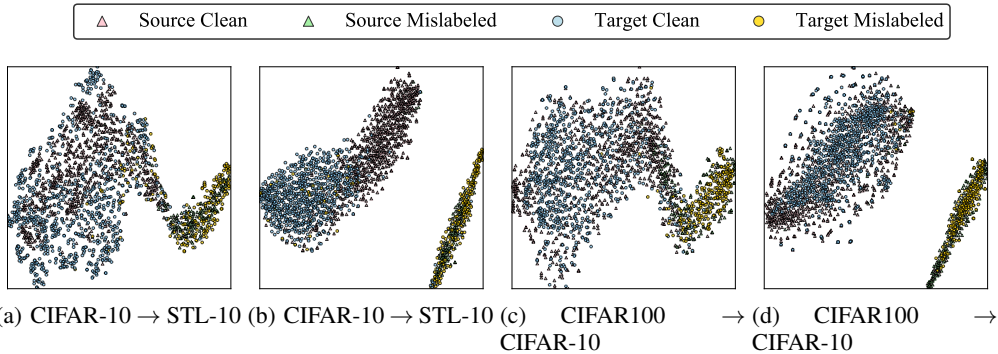 Source Clean Source Mislabeled Target Clean Target Mislabeled
(a) CIFAR-10 → STL-10 (b) CIFAR-10 → STL-10 (c) CIFAR100 → (d) CIFAR100 →
CIFAR-10 CIFAR-10